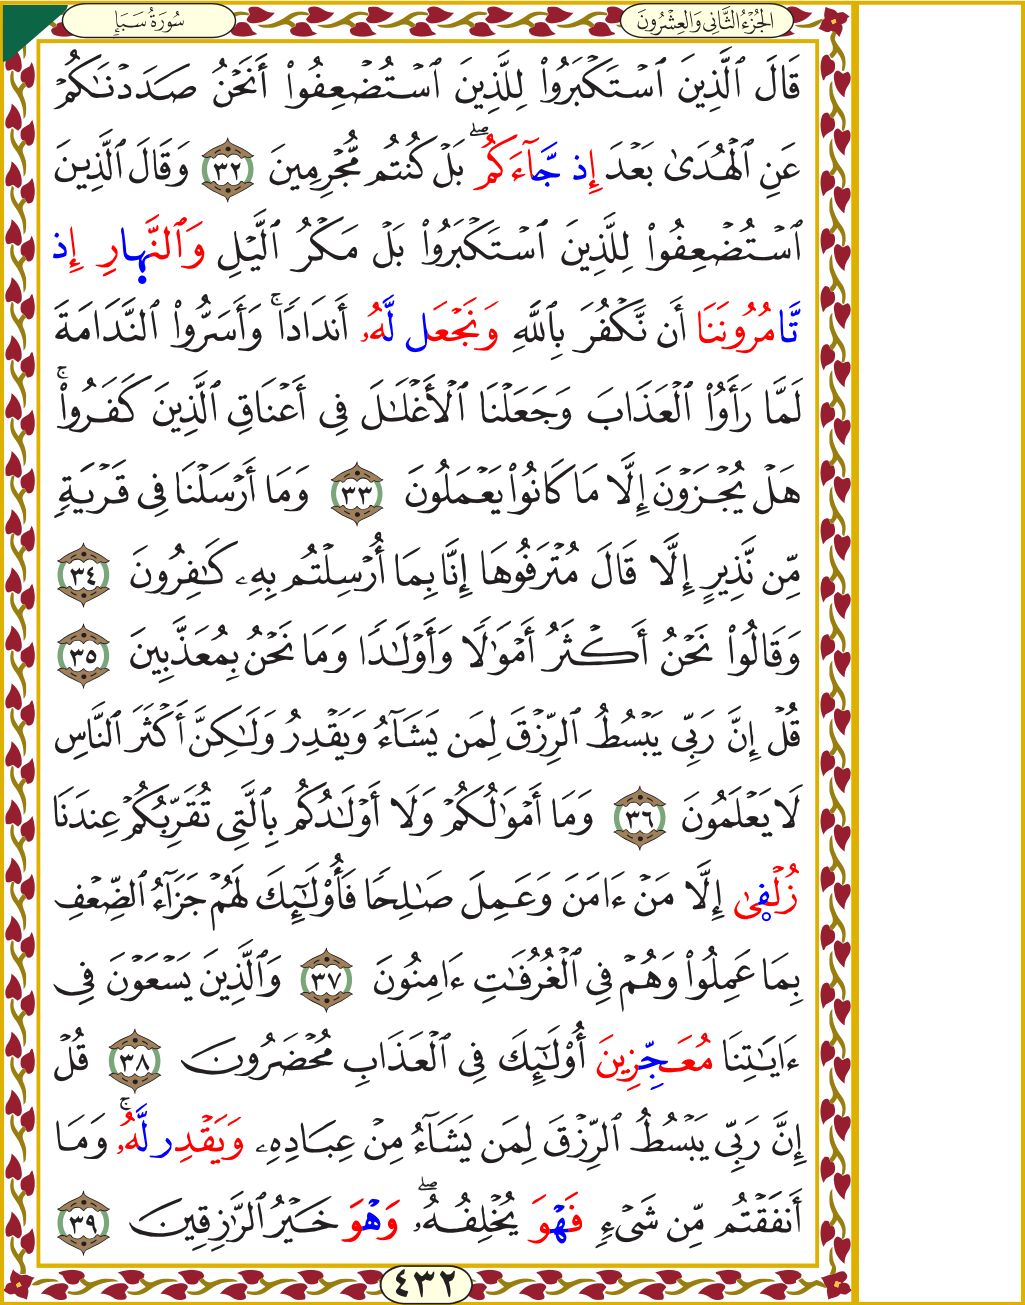 الجُزْءُ الثَّانِي وَالعِشْرُونَ
سُورَةُ سَبَإٍ
قَالَ ٱلَّذِينَ ٱسۡتَكۡبَرُواْ لِلَّذِينَ ٱسۡتُضۡعِفُوٓاْ أَنَحۡنُ صَدَدۡنَٰكُمۡ
عَنِ ٱلۡهُدَىٰ بَعۡدَ إِذ جَّآءَكُمۖ بَلۡ كُنتُم مُّجۡرِمِينَ ٣٢ وَقَالَ ٱلَّذِينَ
ٱسۡتُضۡعِفُواْ لِلَّذِينَ ٱسۡتَكۡبَرُواْ بَلۡ مَكۡرُ ٱلَّيۡلِ وَٱلنَّهِارِ إِذ
تَّامُرُونَنَا أَن نَّكۡفُرَ بِٱللَّهِ وَنَجۡعَل لَّهُۥ أَندَادٗاۚ وَأَسَرُّواْ ٱلنَّدَامَةَ
لَمَّا رَأَوُاْ ٱلۡعَذَابَ وَجَعَلۡنَا ٱلۡأَغۡلَٰلَ فِي أَعۡنَاقِ ٱلَّذِينَ كَفَرُواْۚ
هَلۡ يُجۡزَوۡنَ إِلَّا مَا كَانُواْ يَعۡمَلُونَ ٣٣ وَمَا أَرۡسَلۡنَا فِي قَرۡيَةٖ
مِّن نَّذِيرٍ إِلَّا قَالَ مُتۡرَفُوهَا إِنَّا بِمَا أُرۡسِلۡتُم بِهِۦ كَٰفِرُونَ ٣٤
وَقَالُواْ نَحۡنُ أَكۡثَرُ أَمۡوَٰلٗا وَأَوۡلَٰدٗا وَمَا نَحۡنُ بِمُعَذَّبِينَ ٣٥
قُلۡ إِنَّ رَبِّي يَبۡسُطُ ٱلرِّزۡقَ لِمَن يَشَآءُ وَيَقۡدِرُ وَلَٰكِنَّ أَكۡثَرَ ٱلنَّاسِ
لَا يَعۡلَمُونَ ٣٦ وَمَا أَمۡوَٰلُكُمۡ وَلَا أَوۡلَٰدُكُم بِٱلَّتِي تُقَرِّبُكُمۡ عِندَنَا
زُلۡفِىٰ إِلَّا مَنۡ ءَامَنَ وَعَمِلَ صَٰلِحٗا فَأُوْلَٰٓئِكَ لَهُمۡ جَزَآءُ ٱلضِّعۡفِ
بِمَا عَمِلُواْ وَهُمۡ فِي ٱلۡغُرُفَٰتِ ءَامِنُونَ ٣٧ وَٱلَّذِينَ يَسۡعَوۡنَ فِي
ءَايَٰتِنَا مُعَجِّزِينَ أُوْلَٰٓئِكَ فِي ٱلۡعَذَابِ مُحۡضَرُونَ ٣٨ قُلۡ
إِنَّ رَبِّي يَبۡسُطُ ٱلرِّزۡقَ لِمَن يَشَآءُ مِنۡ عِبَادِهِۦ وَيَقۡدِر لَّهُۥۚ وَمَا
أَنفَقۡتُم مِّن شَيۡءٖ فَهۡوَ يُخۡلِفُهُۥۖ وَهۡوَ خَيۡرُ ٱلرَّٰزِقِينَ ٣٩
٤٣٢